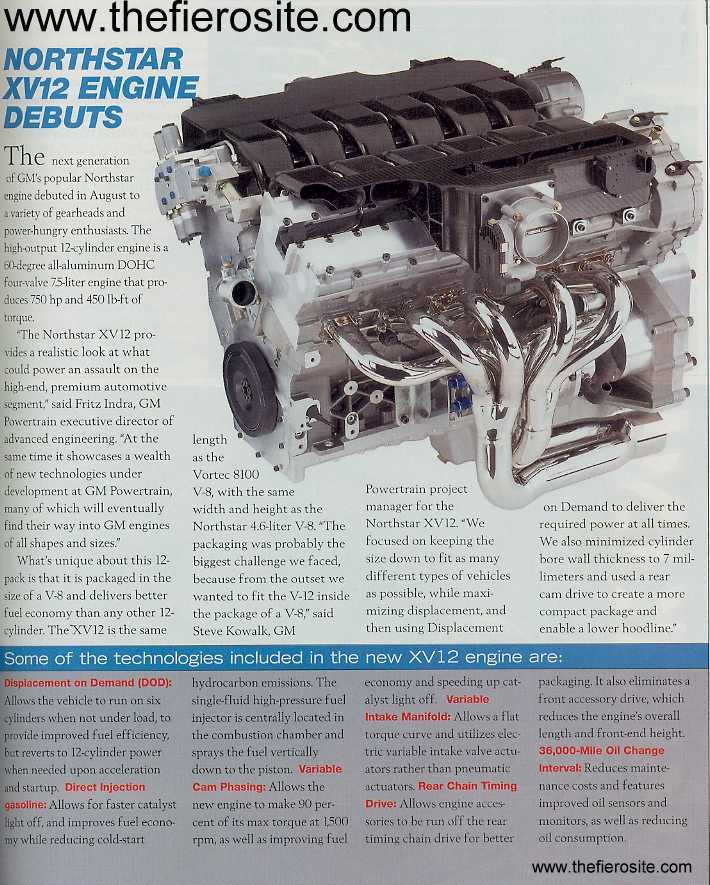 www.thefierosite.com
NORTHSTAR
XV12 ENGINE
DEBUTS
The next generation
of GM's popular Northstar
engine debuted in August to
a variety of gearheads and
power-hungry enthusiasts. The
high-output 12-cylinder engine is a
60-degree all-aluminum DOHC
four-valve 7.5-liter engine that pro-
duces 750 hp and 450 lb-ft of
torque.
"The Northstar XV12 pro-
vides a realistic look at what
could power an assault on the
high-end, premium automotive
segment," said Fritz Indra, GM
Powertrain executive director of
advanced engineering. "At the
same time it showcases a wealth
of new technologies under
development at GM Powertrain,
many of which will eventually
find their way into GM engines
of all shapes and sizes."
What's unique about this 12-
pack is that it is packaged in the
size of a V-8 and delivers better
fuel economy than any other 12-
cylinder. The XV12 is the same
length
as the
Vortec 8100
V-8, with the same
width and height as the
Northstar 4.6-liter V-8. "The
packaging was probably the
biggest challenge we faced,
because from the outset we
wanted to fit the V-12 inside
the package of a V-8," said
Steve Kowalk, GM
Powertrain project
manager for the
Northstar XV12. "We
focused on keeping the
size down to fit as many
different types of vehicles
as possible, while maxi-
mizing displacement, and
then using Displacement
on Demand to deliver the
required power at all times.
We also minimized cylinder
bore wall thickness to 7 mil-
limeters and used a rear
cam drive to create a more
compact package and
enable a lower hoodline."
Some of the technologies included in the new XV12 engine are:
Displacement on Demand (DOD):
Allows the vehicle to run on six
cylinders when not under load, to
provide improved fuel efficiency,
but reverts to 12-cylinder power
when needed upon acceleration
and startup. Direct Injection
gasoline: Allows for faster catalyst
light off, and improves fuel econo-
my while reducing cold-start
hydrocarbon emissions. The
single-fluid high-pressure fuel
injector is centrally located in
the combustion chamber and
sprays the fuel vertically
down to the piston. Variable
Cam Phasing: Allows the
new engine to make 90 per-
cent of its max torque at 1,500
rpm, as well as improving fuel
economy and speeding up cat-
alyst light off. Variable
Intake Manifold: Allows a flat
torque curve and utilizes elec-
tric variable intake valve actu-
ators rather than pneumatic
actuators. Rear Chain Timing
Drive: Allows engine acces-
sories to be run off the rear
timing chain drive for better
packaging. It also eliminates a
front accessory drive, which
reduces the engine's overall
length and front-end height.
36,000-Mile Oil Change
Interval: Reduces mainte-
nance costs and features
improved oil sensors and
monitors, as well as reducing
oil consumption.
www.thefierosite.com